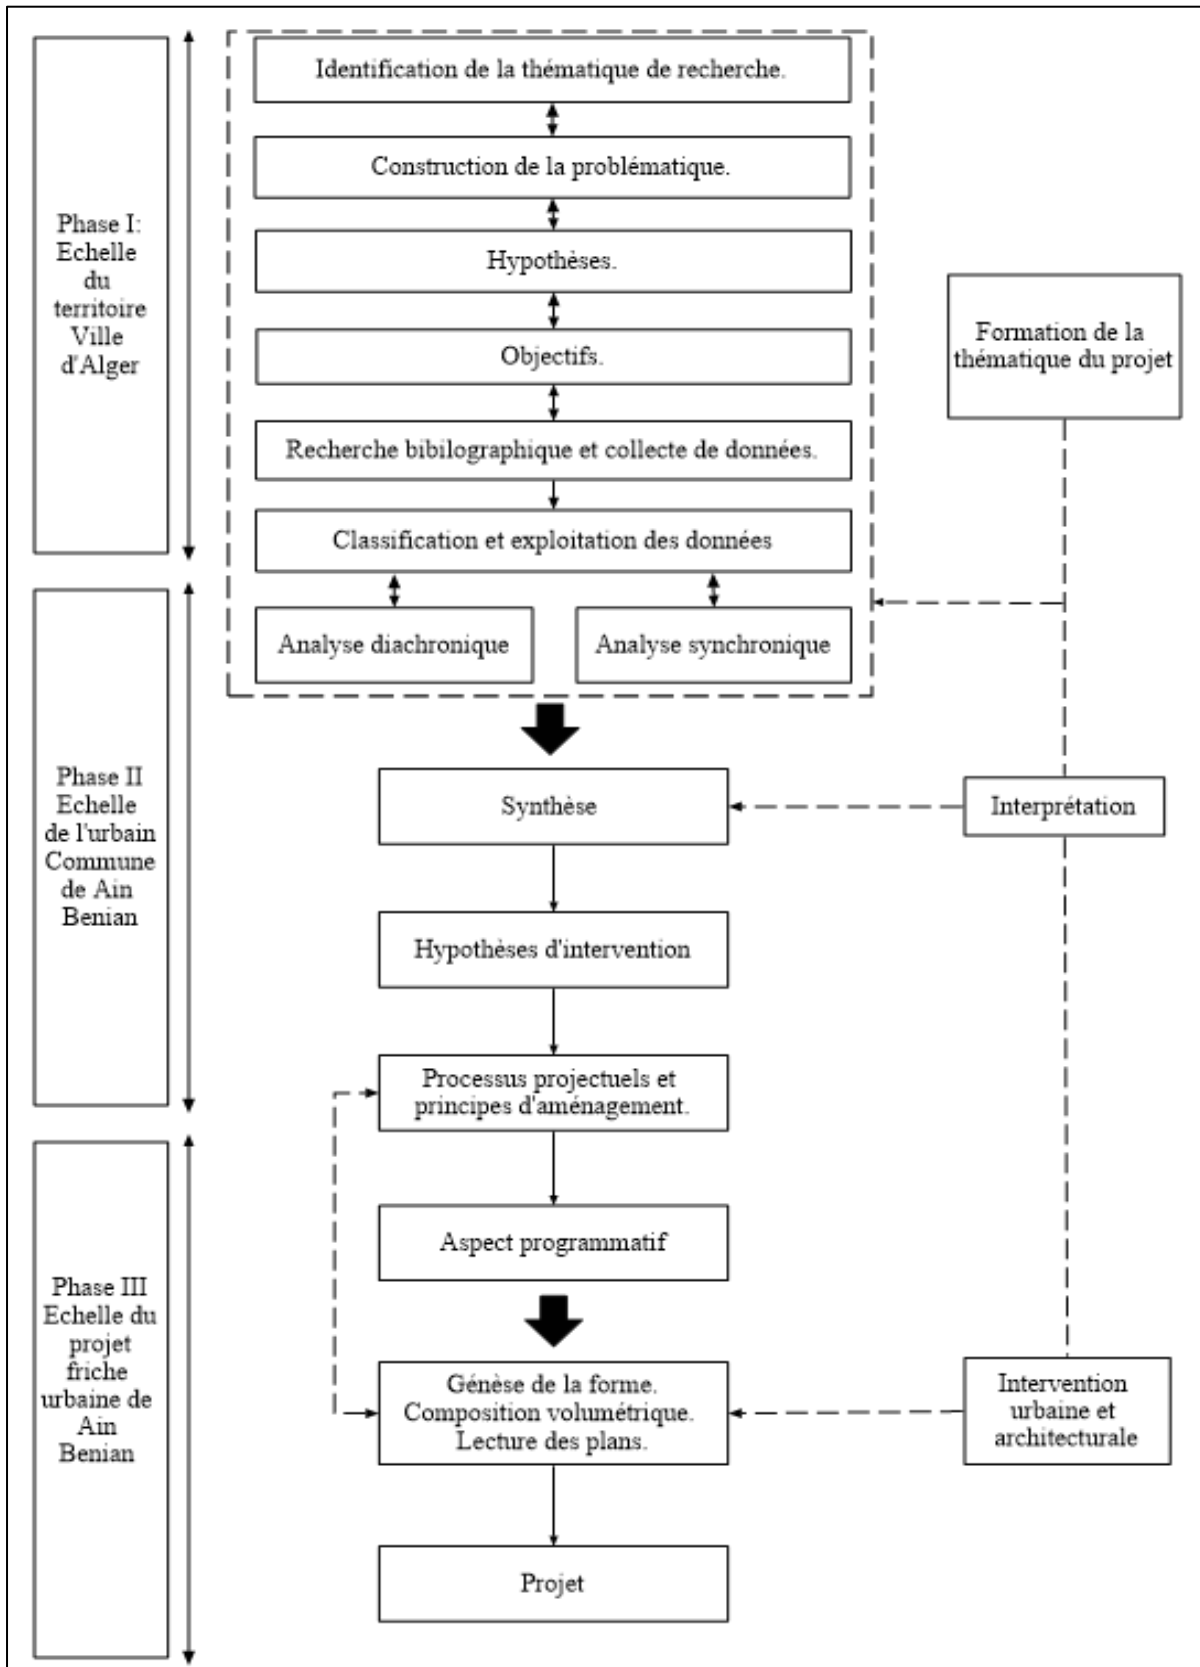 Phase I:
Echelle
du
territoire
Ville
d'Alger
Phase II
Echelle
de l'urbain
Commune
de Ain
Benian
Phase III
Echelle du
projet
friche
urbaine de
Ain
Benian
Identification de la thématique de recherche.
Construction de la problématique.
Hypothèses.
Objectifs.
Recherche bibilographique et collecte de données.
Classification et exploitation des données
Analyse diachronique
Analyse synchronique
Synthèse
Hypothèses d'intervention
Processus projectuels et
principes d'aménagement.
Aspect programmatif
Génèse de la forme.
Composition volumétrique.
Lecture des plans.
Projet
Formation de la
thématique du projet
Interprétation
Intervention
urbaine et
architecturale